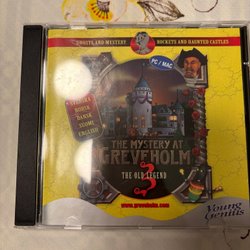 GHOSTS AND MYSTERY
ROCKETS AND HAUNTED CASTLES
PC / MAC
SVENSKA
NORSK
DANSK
SUOMI
ENGLISH
THE MYSTERY AT
GREVEHOLM
3
THE OLD LEGEND
www.greveholm.com
Young
Genius